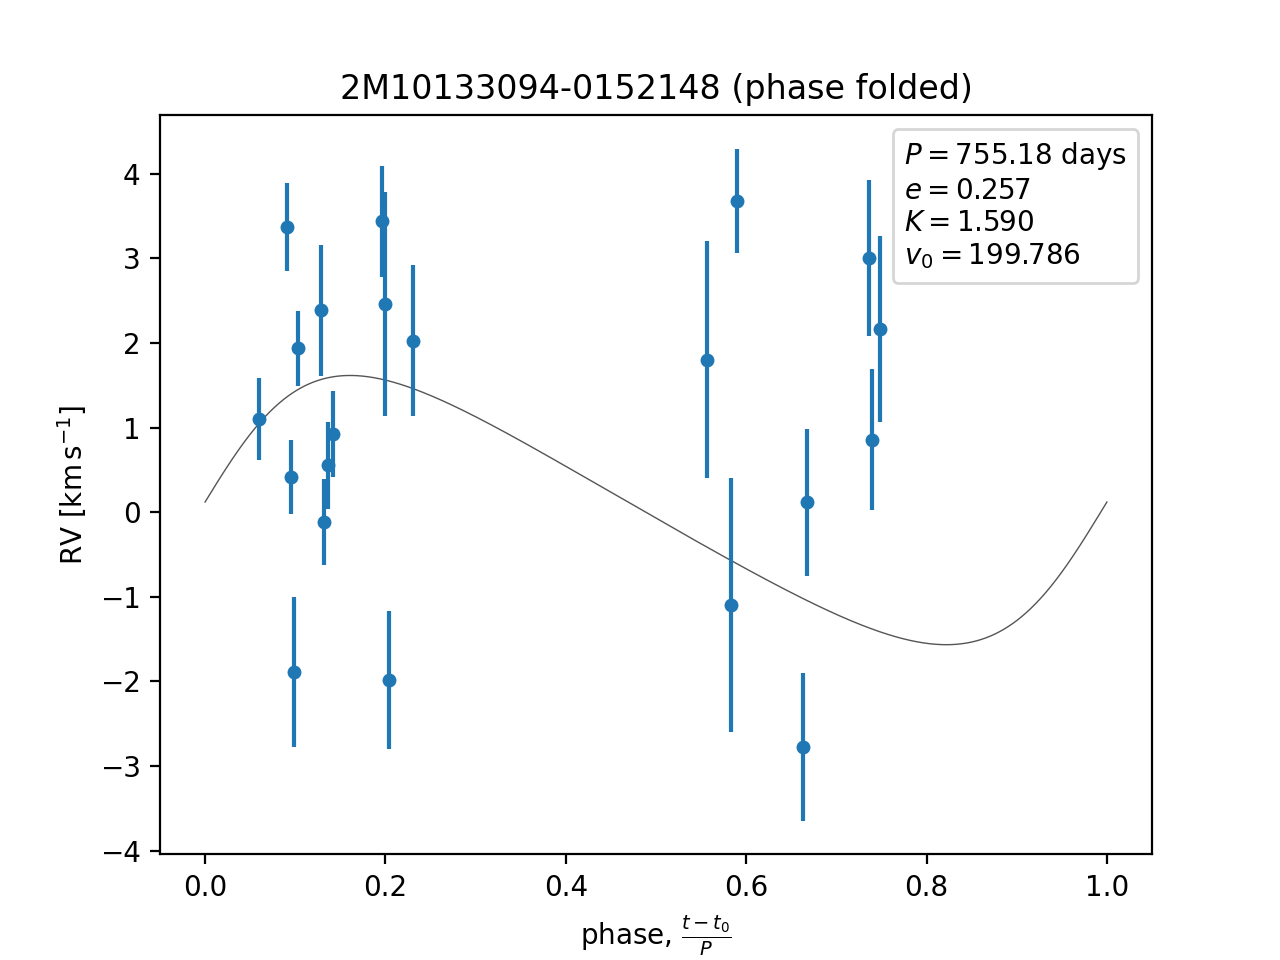 2M10133094-0152148 (phase folded)
P = 755.18 days
e = 0.257
K = 1.590
v₀ = 199.786
4
3
2
1
0
−1
−2
−3
−4
RV [km s⁻¹]
0.0 0.2 0.4 0.6 0.8 1.0
phase, (t − t₀)/P